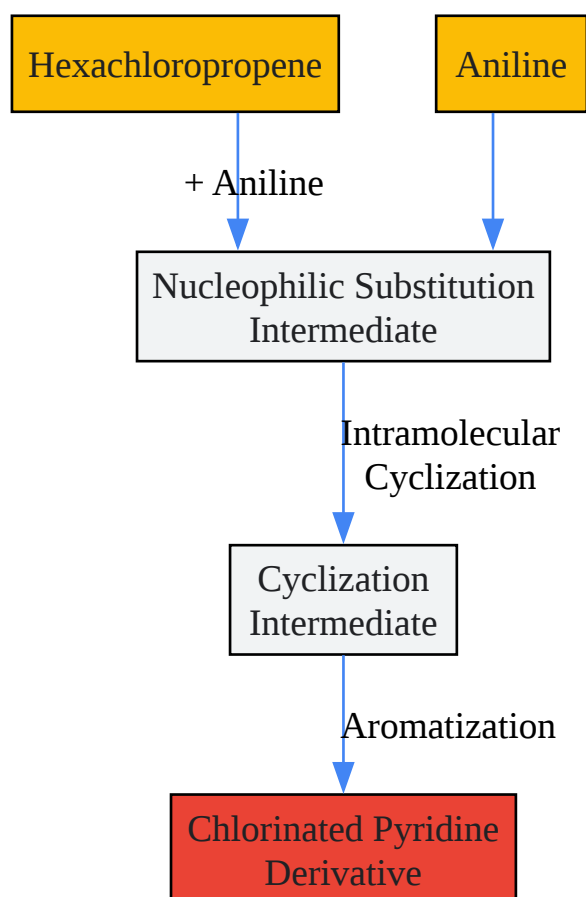 Hexachloropropene
Aniline
+ Aniline
Nucleophilic Substitution
Intermediate
Intramolecular
Cyclization
Cyclization
Intermediate
Aromatization
Chlorinated Pyridine
Derivative